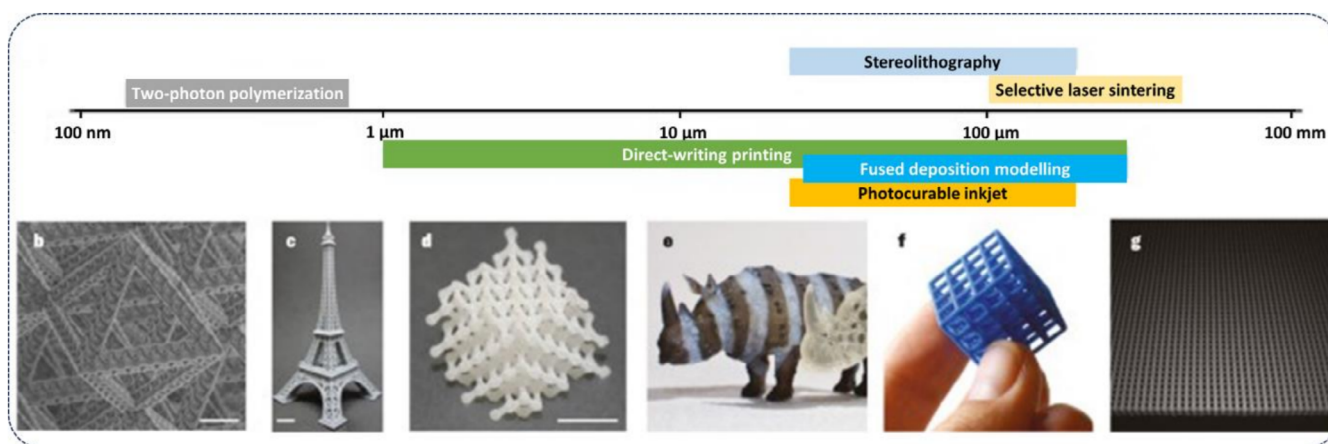 Stereolithography
Two-photon polymerization
Selective laser sintering
100 nm
1 μm
10 μm
100 μm
100 mm
Direct-writing printing
Fused deposition modelling
Photocurable inkjet
b
c
d
e
f
g